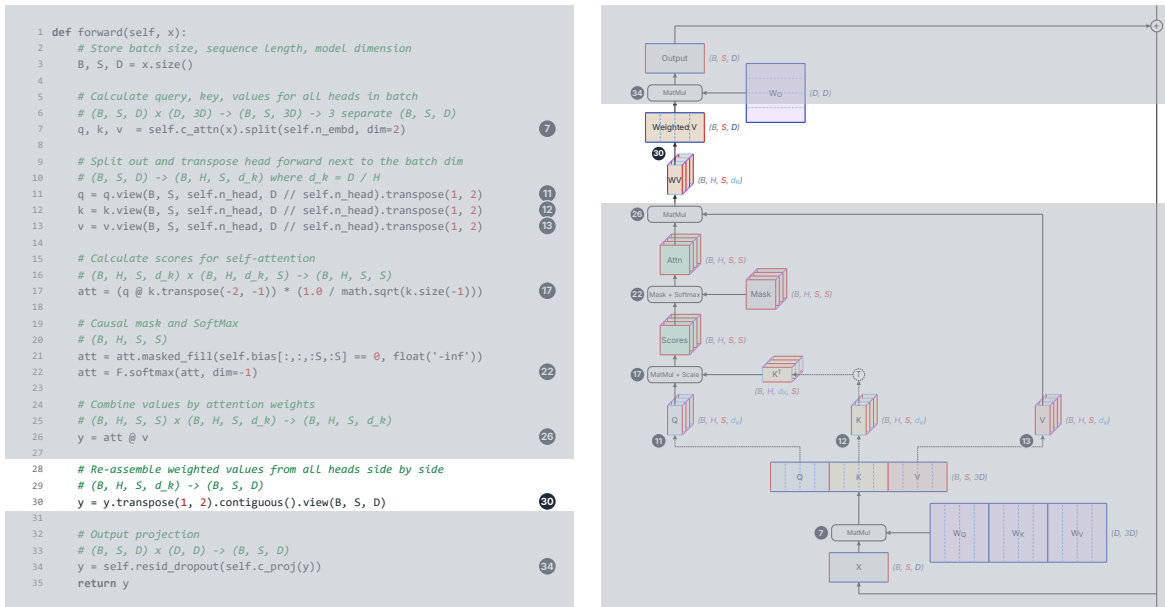 1 def forward(self, x):
2 # Store batch size, sequence length, model dimension
3 B, S, D = x.size()
4
5 # Calculate query, key, values for all heads in batch
6 # (B, S, D) x (D, 3D) -> (B, S, 3D) -> 3 separate (B, S, D)
7 q, k, v  = self.c_attn(x).split(self.n_embd, dim=2) 7
8
9 # Split out and transpose head forward next to the batch dim
10 # (B, S, D) -> (B, H, S, d_k) where d_k = D / H
11 q = q.view(B, S, self.n_head, D // self.n_head).transpose(1, 2) 11
12 k = k.view(B, S, self.n_head, D // self.n_head).transpose(1, 2) 12
13 v = v.view(B, S, self.n_head, D // self.n_head).transpose(1, 2) 13
14
15 # Calculate scores for self-attention
16 # (B, H, S, d_k) x (B, H, d_k, S) -> (B, H, S, S)
17 att = (q @ k.transpose(-2, -1)) * (1.0 / math.sqrt(k.size(-1))) 17
18
19 # Causal mask and SoftMax
20 # (B, H, S, S)
21 att = att.masked_fill(self.bias[:,:,:S,:S] == 0, float('-inf'))
22 att = F.softmax(att, dim=-1) 22
23
24 # Combine values by attention weights
25 # (B, H, S, S) x (B, H, S, d_k) -> (B, H, S, d_k)
26 y = att @ v 26
27
28 # Re-assemble weighted values from all heads side by side
29 # (B, H, S, d_k) -> (B, S, D)
30 y = y.transpose(1, 2).contiguous().view(B, S, D) 30
31
32 # Output projection
33 # (B, S, D) x (D, D) -> (B, S, D)
34 y = self.resid_dropout(self.c_proj(y)) 34
35 return y
Output (B, S, D)
34 MatMul W_O (D, D)
Weighted V (B, S, D)
30
WV (B, H, S, d_k)
26 MatMul
Attn (B, H, S, S)
22 Mask + Softmax Mask (B, H, S, S)
Scores (B, H, S, S)
17 MatMul + Scale K^T T
(B, H, d_k, S)
Q (B, H, S, d_k) K (B, H, S, d_k) V (B, H, S, d_k)
11 12 13
Q K V (B, S, 3D)
7 MatMul W_Q W_K W_V (D, 3D)
X (B, S, D)